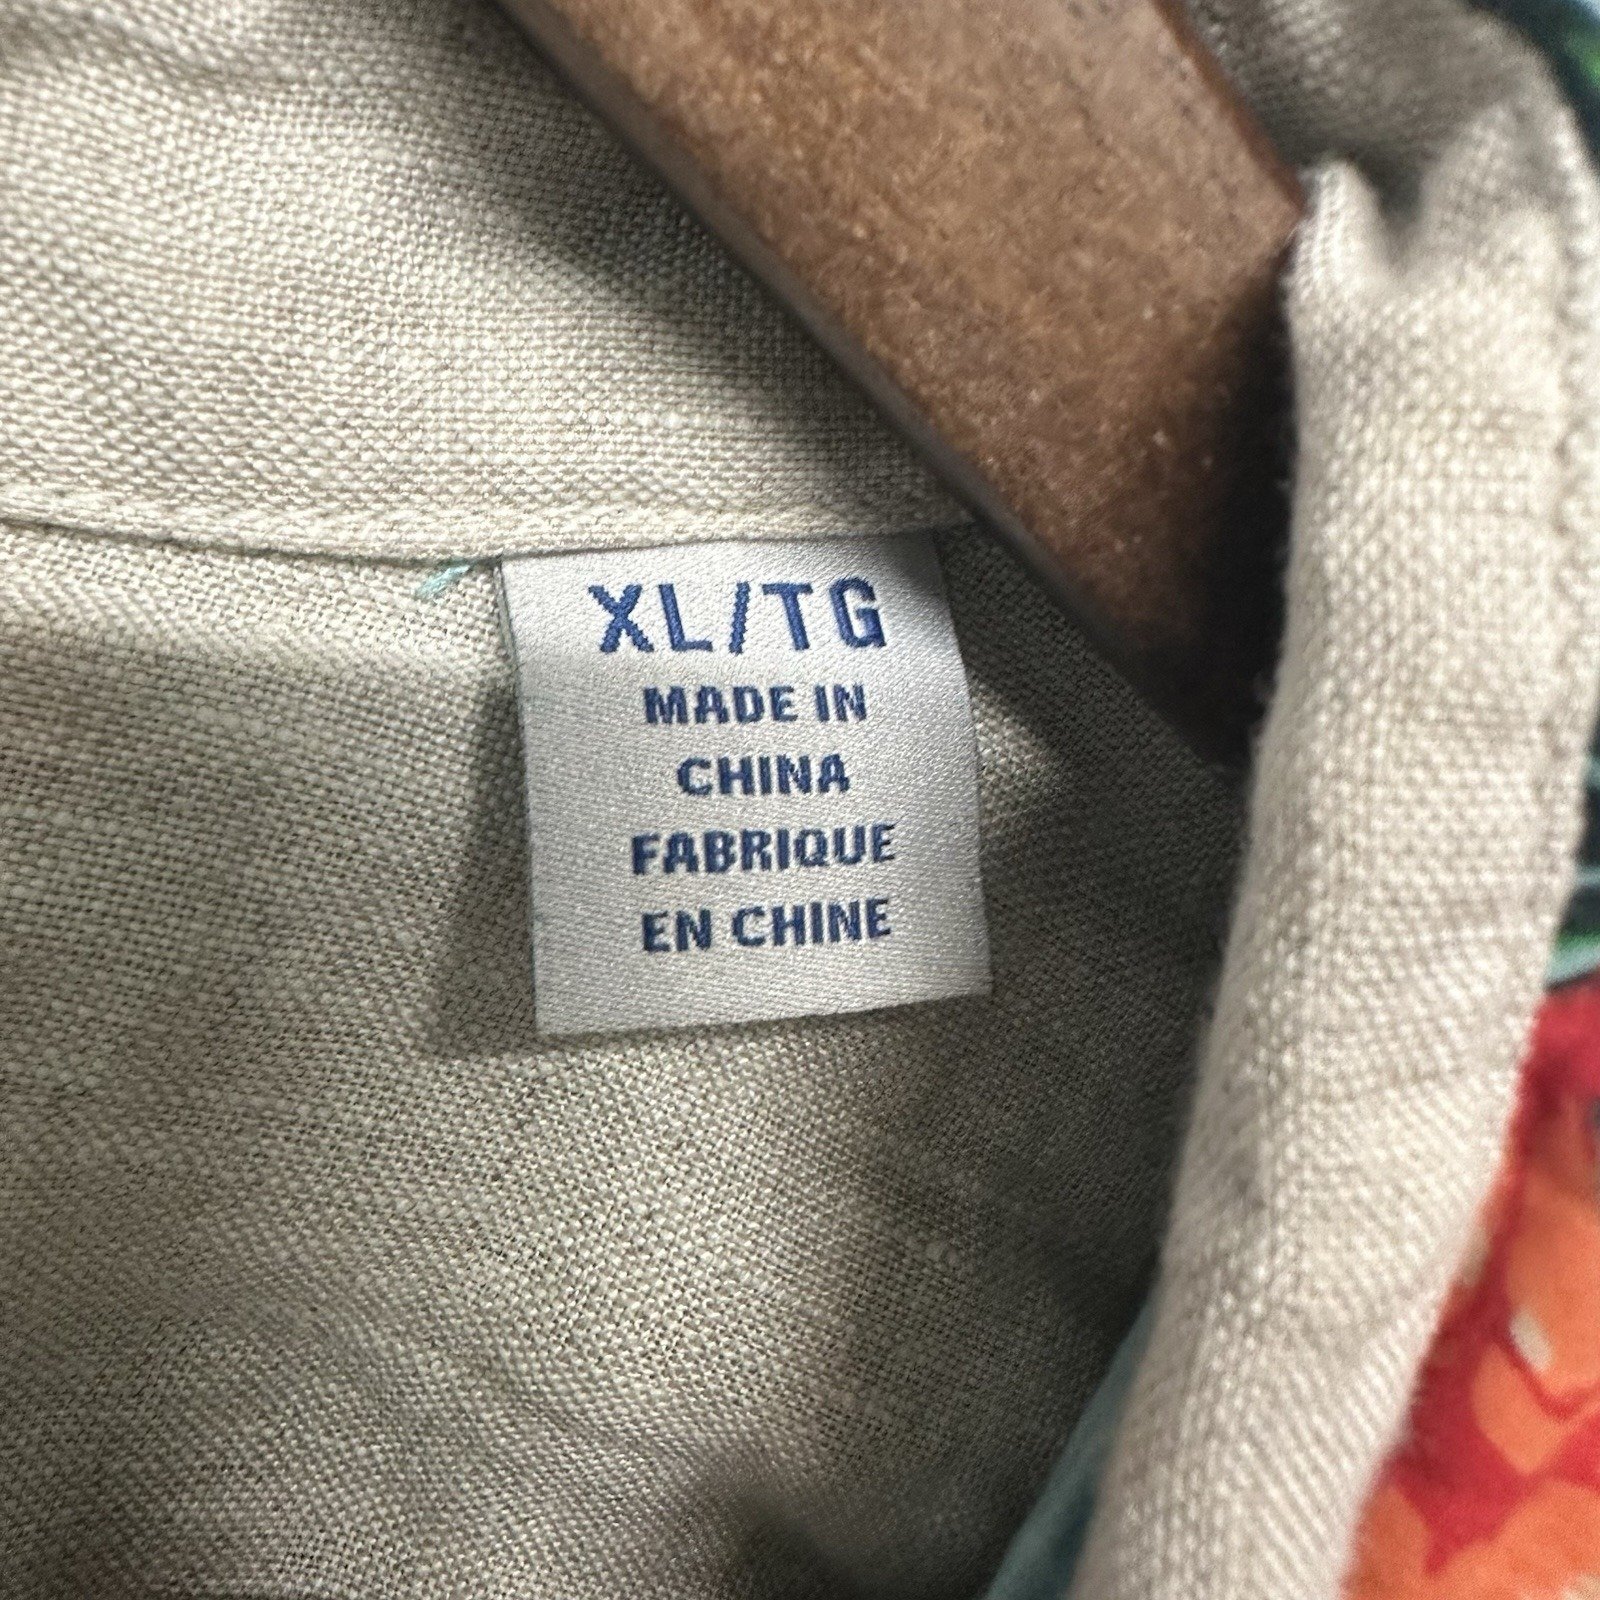 XL/TG
MADE IN
CHINA
FABRIQUE
EN CHINE